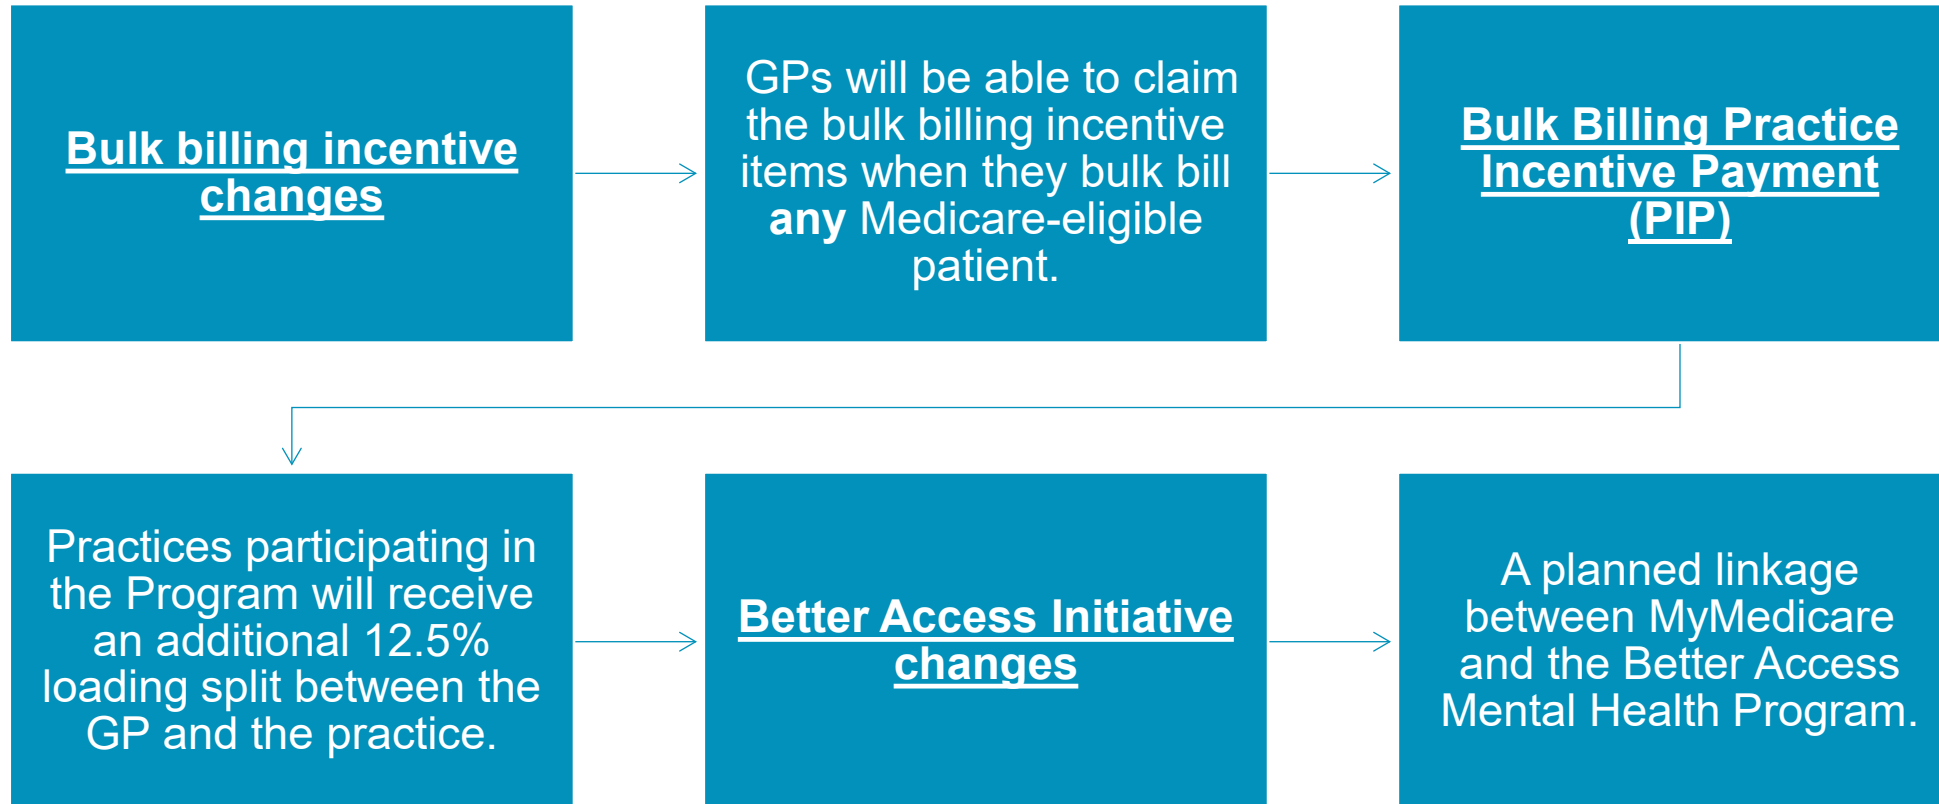 Bulk billing incentive
changes
GPs will be able to claim
the bulk billing incentive
items when they bulk bill
any Medicare-eligible
patient.
Bulk Billing Practice
Incentive Payment
(PIP)
Practices participating in
the Program will receive
an additional 12.5%
loading split between the
GP and the practice.
Better Access Initiative
changes
A planned linkage
between MyMedicare
and the Better Access
Mental Health Program.